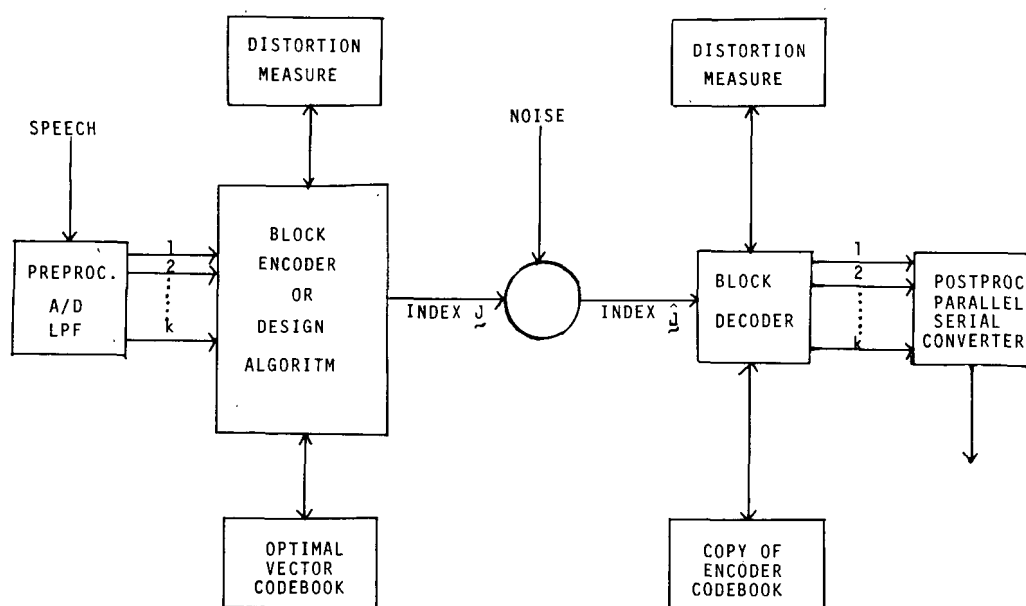 DISTORTION
MEASURE
DISTORTION
MEASURE
SPEECH
NOISE
PREPROC.
A/D
LPF
1
2
k
BLOCK
ENCODER
OR
DESIGN
ALGORITM
INDEX j
INDEX ĵ
BLOCK
DECODER
1
2
k
POSTPROC
PARALLEL
SERIAL
CONVERTER
OPTIMAL
VECTOR
CODEBOOK
COPY OF
ENCODER
CODEBOOK